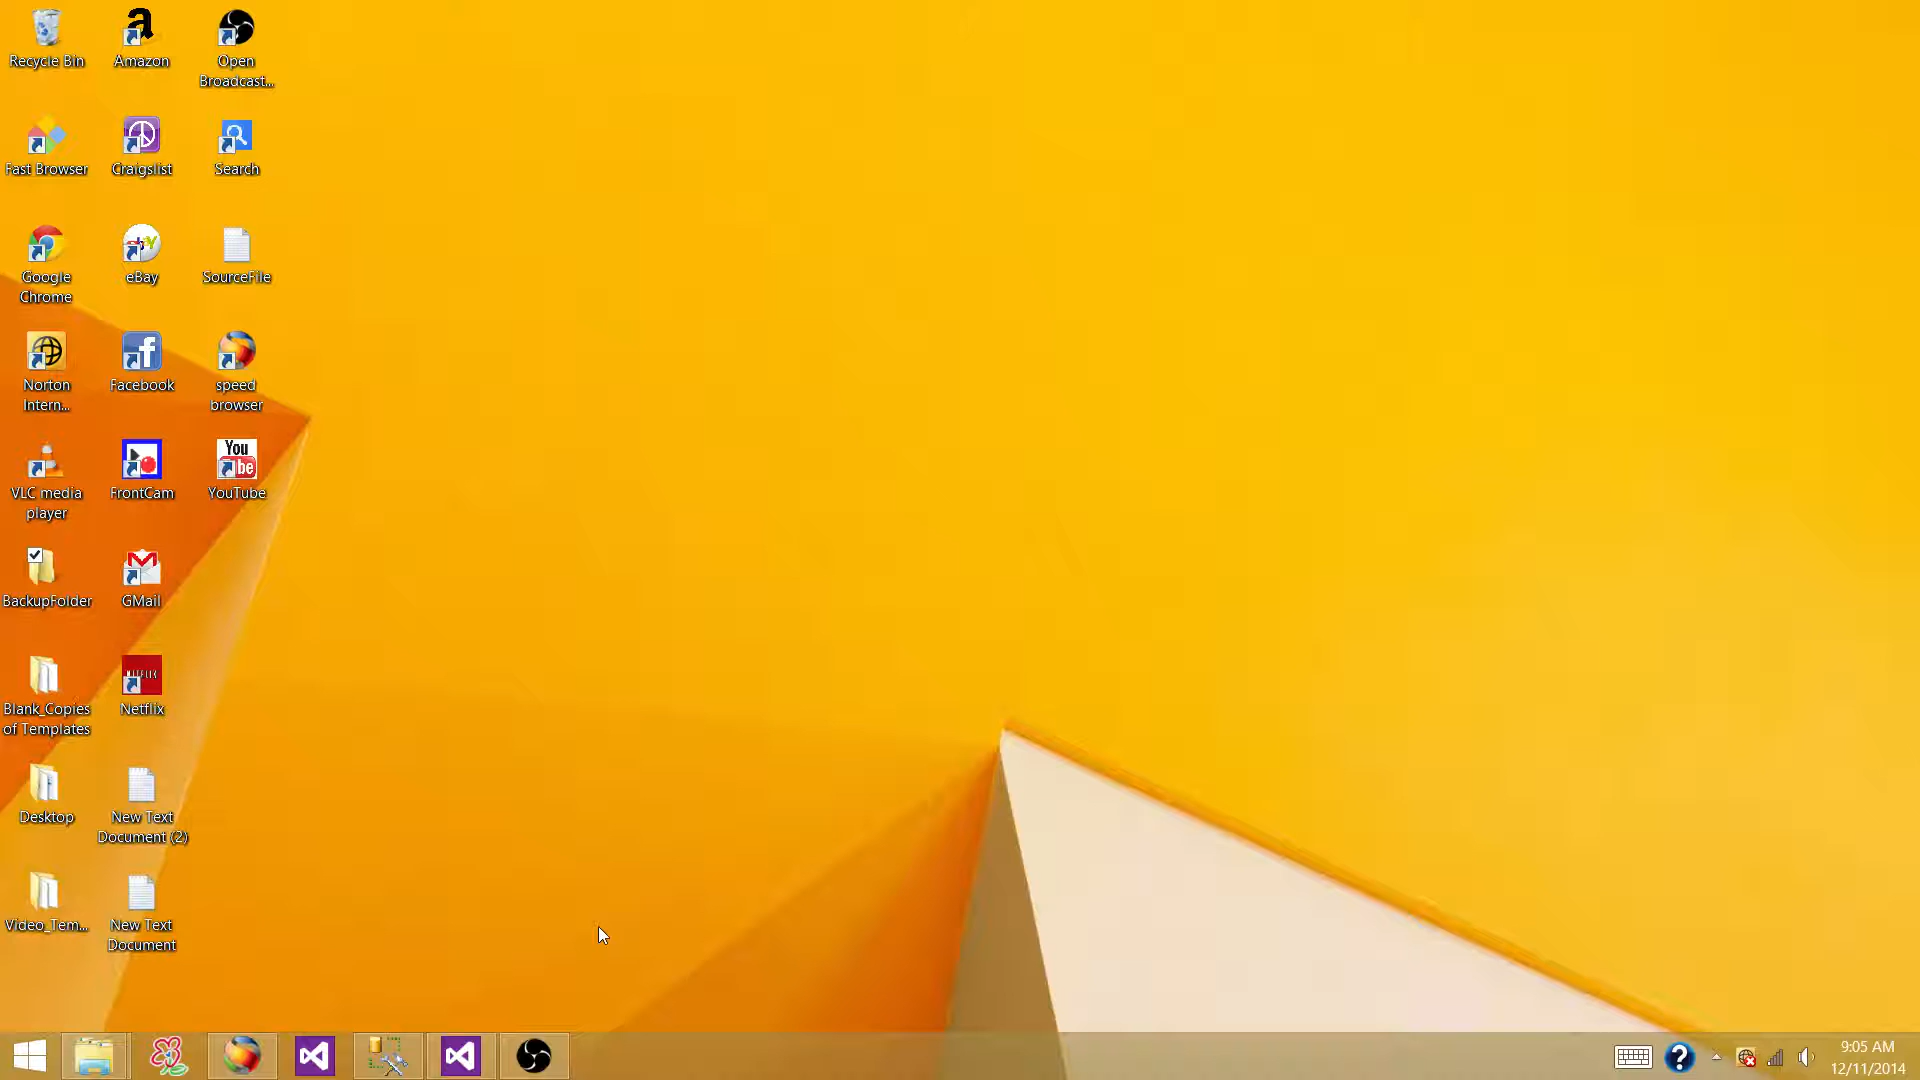 Recycle Bin
Amazon
Open
Broadcast...
Fast Browser
Craigslist
Search
Google
Chrome
eBay
SourceFile
Norton
Intern...
Facebook
speed
browser
VLC media
player
FrontCam
You
be
YouTube
BackupFolder
GMail
Blank_Copies
of Templates
NETFLIX
Netflix
Desktop
New Text
Document (2)
Video_Tem...
New Text
Document
9:05 AM
12/11/2014